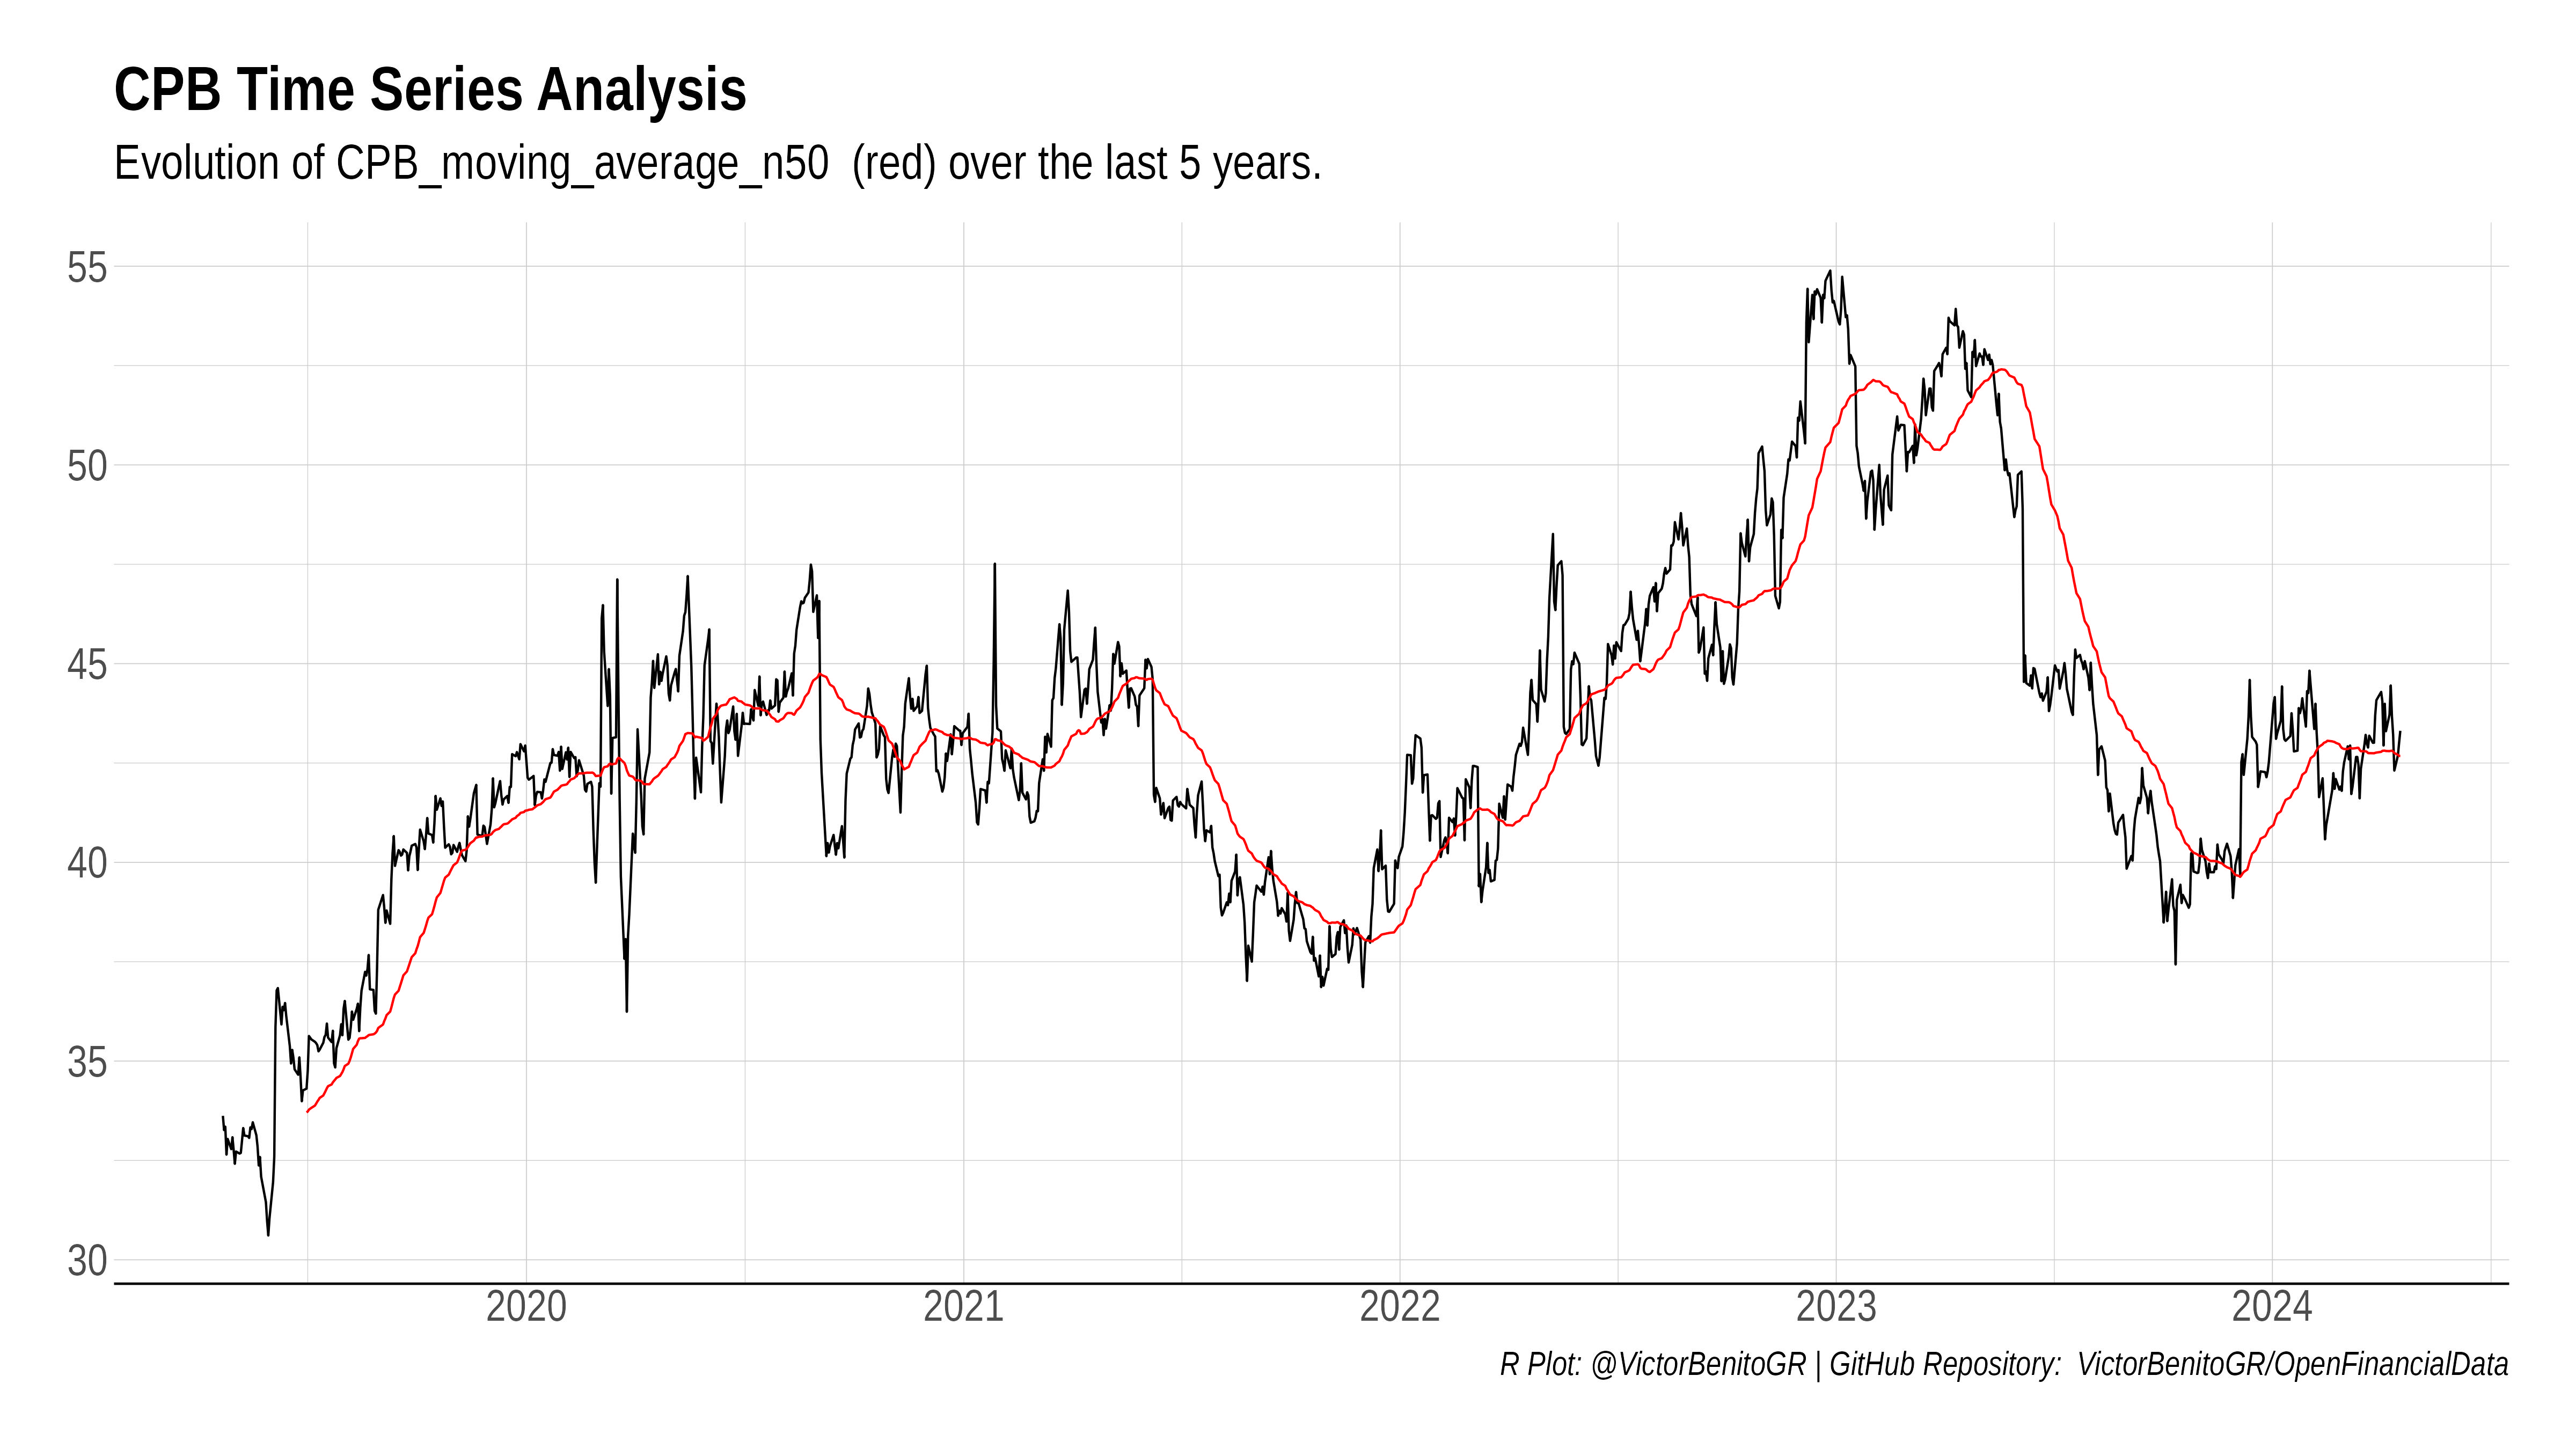 CPB Time Series Analysis
Evolution of CPB_moving_average_n50  (red) over the last 5 years.
55
50
45
40
35
30
2020 2021 2022 2023 2024
R Plot: @VictorBenitoGR | GitHub Repository:  VictorBenitoGR/OpenFinancialData